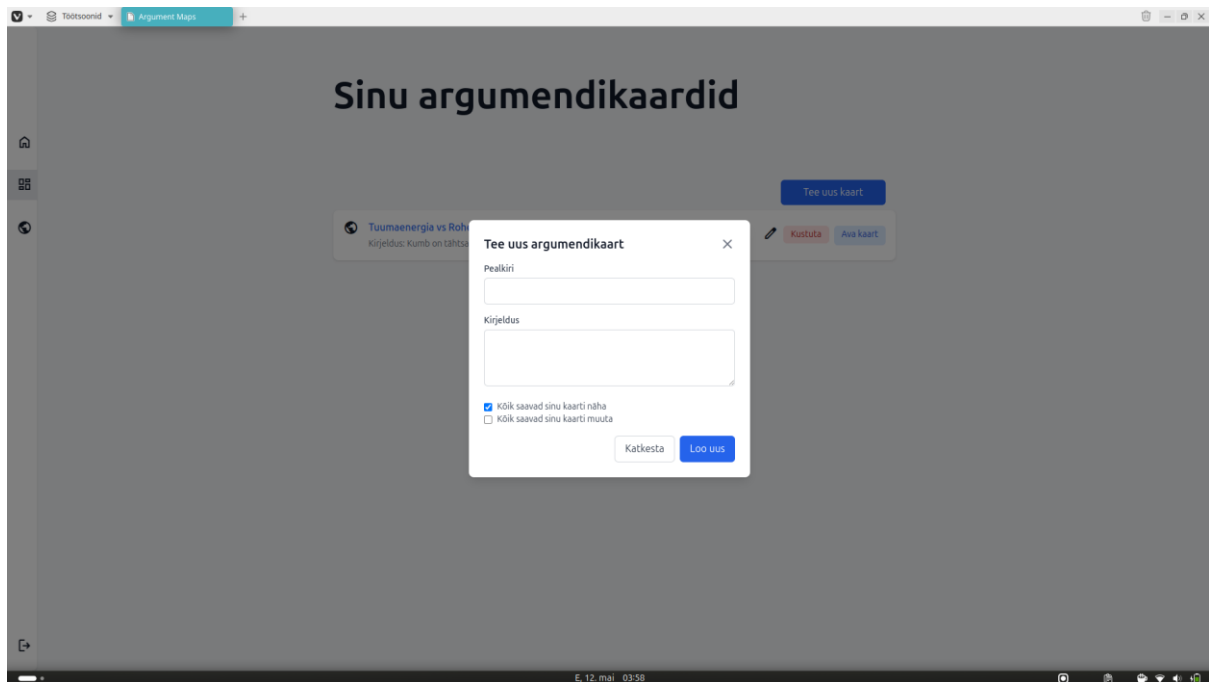 Töötsoonid
Argument Maps
Sinu argumendikaardid
Tee uus kaart
Tuumaenergia vs
Kirjeldus: Kumb on
Kustuta
Ava kaart
Tee uus argumendikaart
Pealkiri
Kirjeldus
Kõik saavad sinu kaarti näha
Kõik saavad sinu kaarti muuta
Katkesta
Loo uus
E, 12. mai 03:58